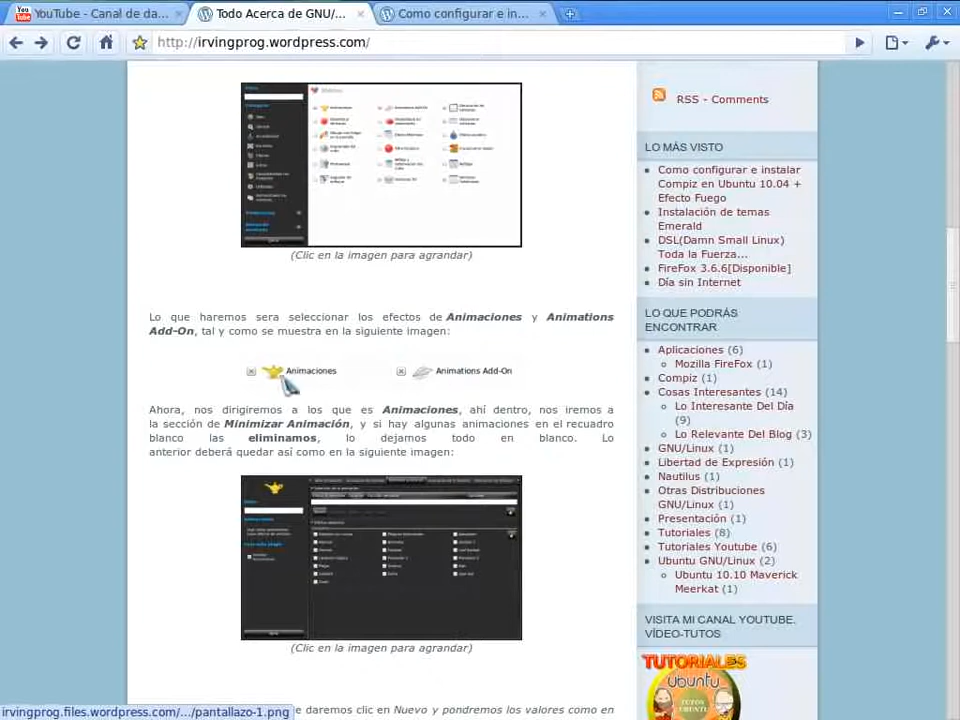 YouTube - Canal de da...
Todo Acerca de GNU/...
Como configurar e in...
http://irvingprog.wordpress.com/
RSS - Comments
(Clic en la imagen para agrandar)
Lo que haremos sera seleccionar los efectos de Animaciones y Animations
Add-On, tal y como se muestra en la siguiente imagen:
Animaciones
Animations Add-On
Ahora, nos dirigiremos a los que es Animaciones, ahí dentro, nos iremos a
la sección de Minimizar Animación, y si hay algunas animaciones en el recuadro
blanco las eliminamos, lo dejamos todo en blanco. Lo
anterior deberá quedar así como en la siguiente imagen:
(Clic en la imagen para agrandar)
e daremos clic en Nuevo y pondremos los valores como en
irvingprog.files.wordpress.com/.../pantallazo-1.png
LO MÁS VISTO
Como configurar e instalar
Compiz en Ubuntu 10.04 +
Efecto Fuego
Instalación de temas
Emerald
DSL(Damn Small Linux)
Toda la Fuerza...
FireFox 3.6.6[Disponible]
Día sin Internet
LO QUE PODRÁS
ENCONTRAR
Aplicaciones (6)
Mozilla FireFox (1)
Compiz (1)
Cosas Interesantes (14)
Lo Interesante Del Día
(9)
Lo Relevante Del Blog (3)
GNU/Linux (1)
Libertad de Expresión (1)
Nautilus (1)
Otras Distribuciones
GNU/Linux (1)
Presentación (1)
Tutoriales (8)
Tutoriales Youtube (6)
Ubuntu GNU/Linux (2)
Ubuntu 10.10 Maverick
Meerkat (1)
VISITA MI CANAL YOUTUBE.
VÍDEO-TUTOS
TUTORIALES
Ubuntu